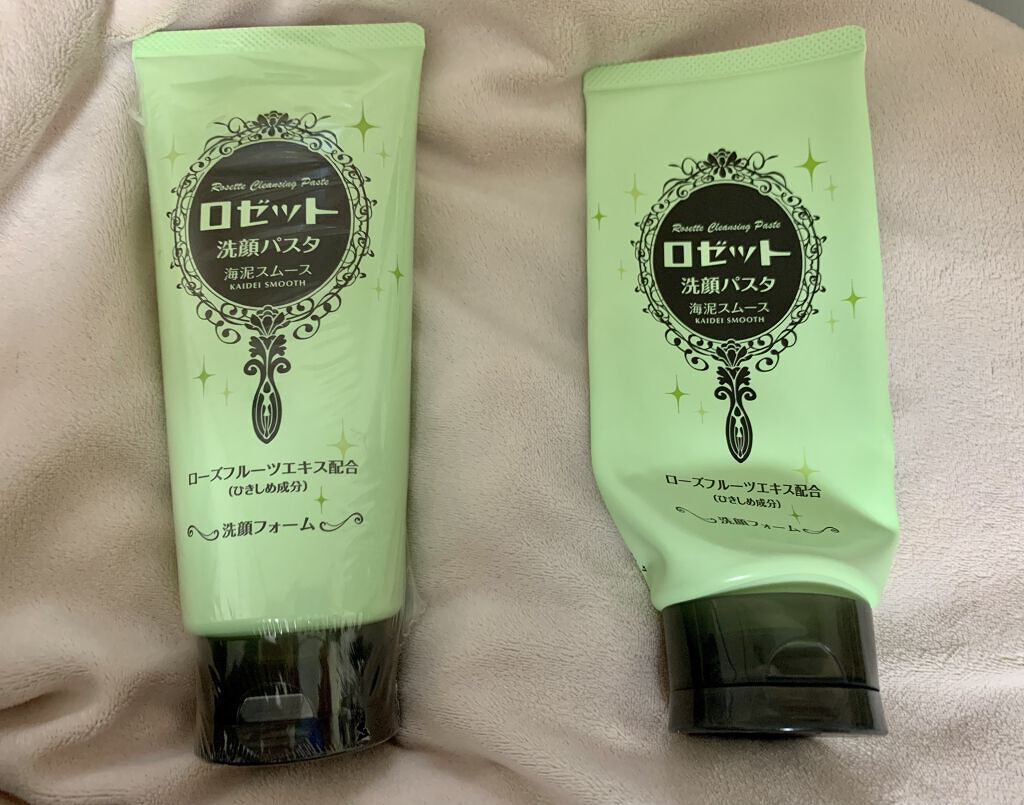 Rosette Cleansing Paste
ロゼット
洗顔パスタ
海泥スムース
KAIDEI SMOOTH
ローズフルーツエキス配合
(ひきしめ成分)
洗顔フォーム
Rosette Cleansing Paste
ロゼット
洗顔パスタ
海泥スムース
KAIDEI SMOOTH
ローズフルーツエキス配合
(ひきしめ成分)
洗顔フォーム